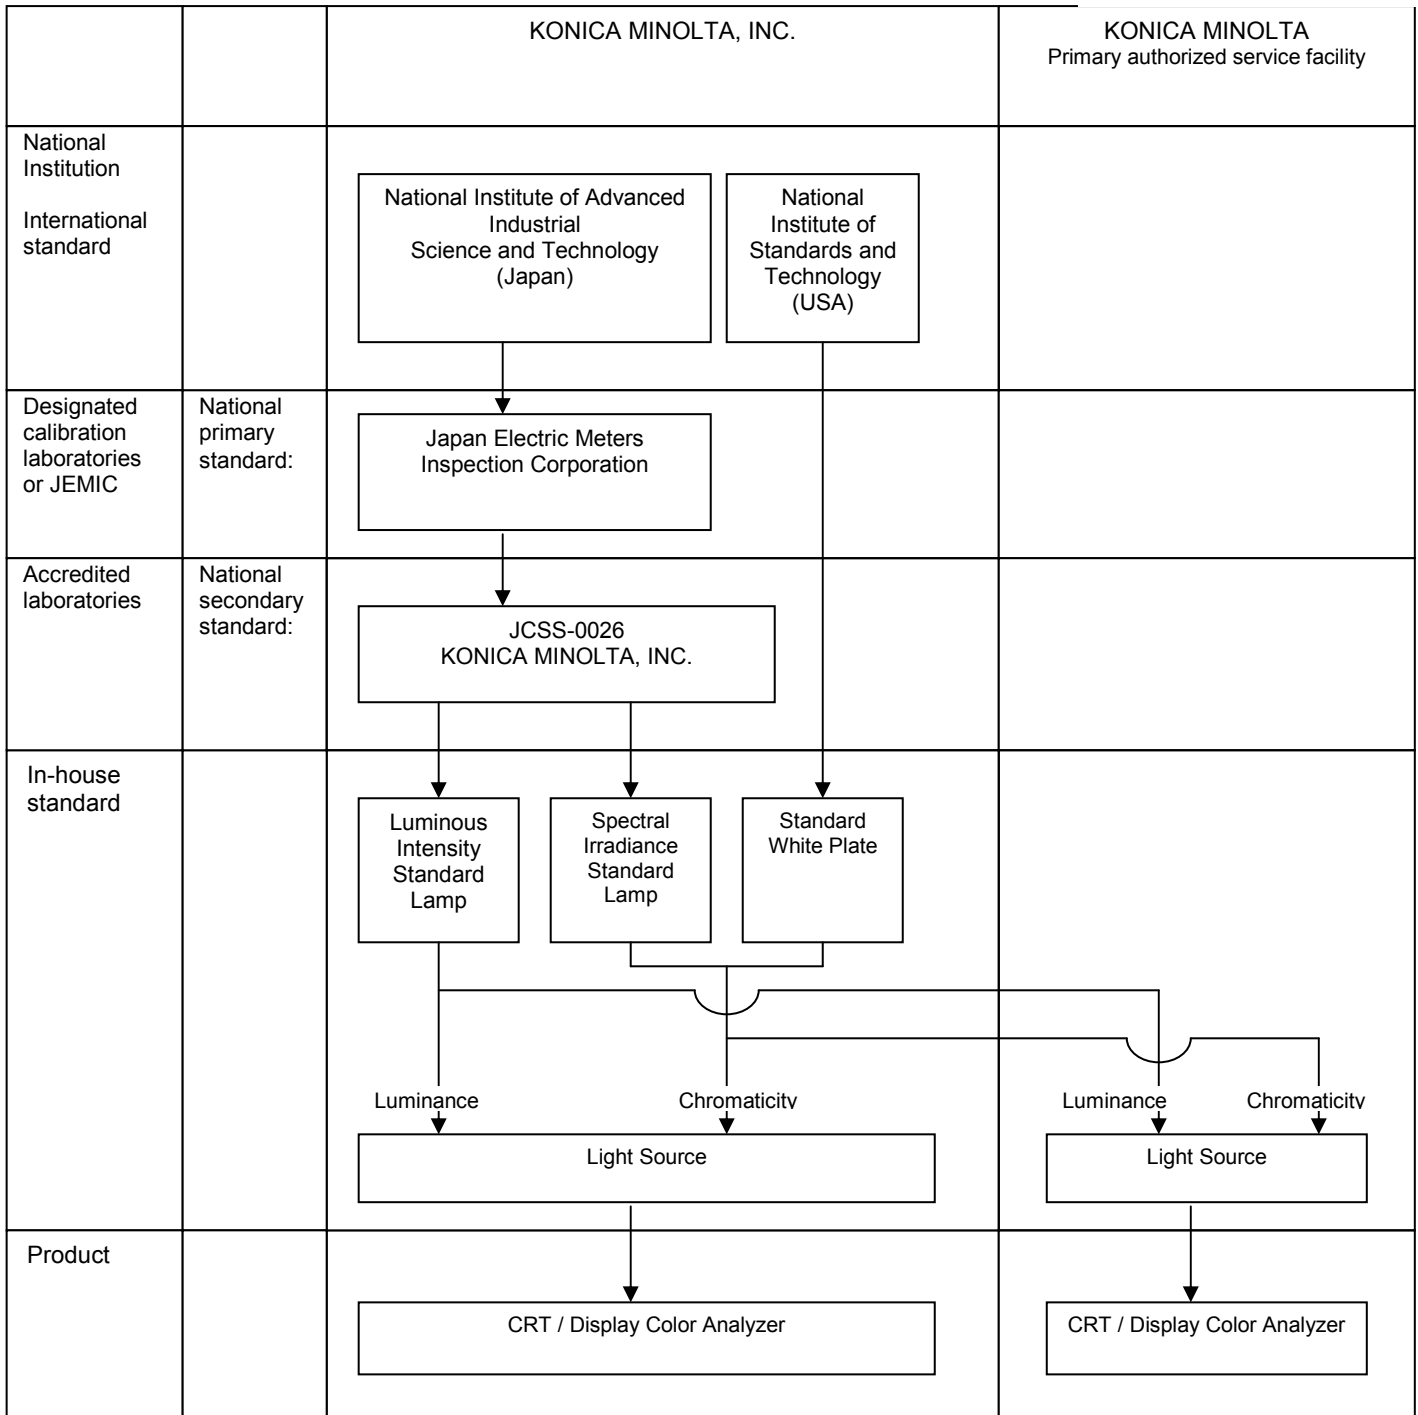 KONICA MINOLTA, INC.
KONICA MINOLTA
Primary authorized service facility
National
Institution
International
standard
National Institute of Advanced
Industrial
Science and Technology
(Japan)
National
Institute of
Standards and
Technology
(USA)
Designated
calibration
laboratories
or JEMIC
National
primary
standard:
Japan Electric Meters
Inspection Corporation
Accredited
laboratories
National
secondary
standard:
JCSS-0026
KONICA MINOLTA, INC.
In-house
standard
Luminous
Intensity
Standard
Lamp
Spectral
Irradiance
Standard
Lamp
Standard
White Plate
Luminance
Chromaticity
Luminance
Chromaticity
Light Source
Light Source
Product
CRT / Display Color Analyzer
CRT / Display Color Analyzer